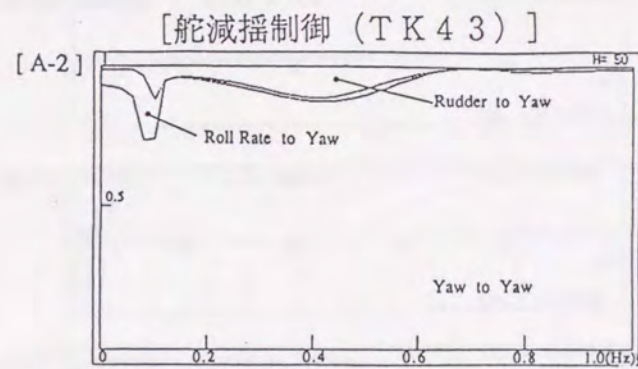 [舵減揺制御（ＴＫ４３）]
[A-2]
H= 50
Rudder to Yaw
Roll Rate to Yaw
0.5
Yaw to Yaw
0 0.2 0.4 0.6 0.8 1.0(Hz)